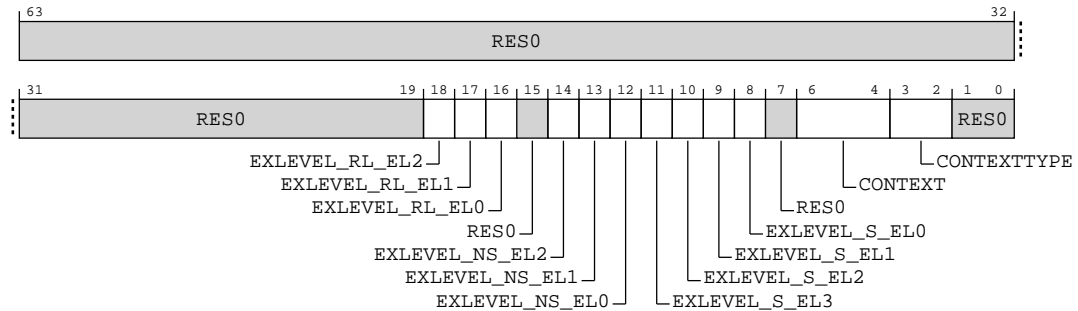 63 32
RES0
31 19 18 17 16 15 14 13 12 11 10 9 8 7 6 4 3 2 1 0
RES0 RES0
EXLEVEL_RL_EL2 CONTEXTTYPE
EXLEVEL_RL_EL1 CONTEXT
EXLEVEL_RL_EL0 RES0
RES0 EXLEVEL_S_EL0
EXLEVEL_NS_EL2 EXLEVEL_S_EL1
EXLEVEL_NS_EL1 EXLEVEL_S_EL2
EXLEVEL_NS_EL0 EXLEVEL_S_EL3